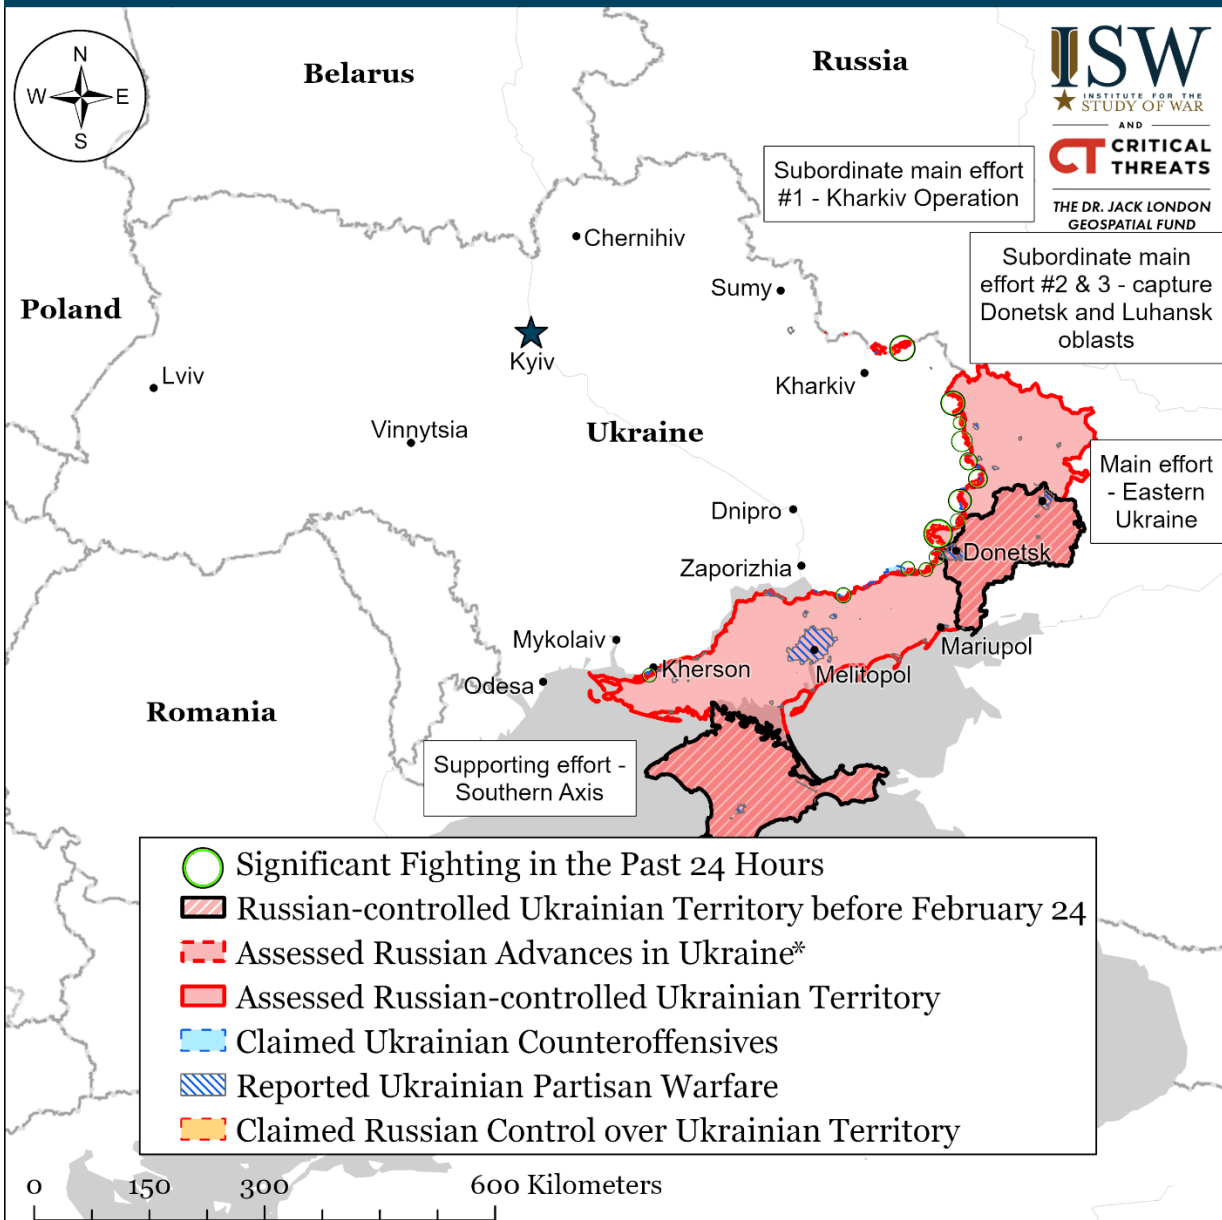 N
W
E
S
Belarus
Russia
ISW
INSTITUTE FOR THE
STUDY OF WAR
AND
CT CRITICAL
THREATS
THE DR. JACK LONDON
GEOSPATIAL FUND
Subordinate main effort
#1 - Kharkiv Operation
Subordinate main
effort #2 & 3 - capture
Donetsk and Luhansk
oblasts
Chernihiv
Sumy
Poland
Kyiv
Lviv
Kharkiv
Vinnytsia
Ukraine
Main effort
- Eastern
Ukraine
Dnipro
Donetsk
Zaporizhia
Mykolaiv
Mariupol
Kherson
Melitopol
Odesa
Romania
Supporting effort -
Southern Axis
Significant Fighting in the Past 24 Hours
Russian-controlled Ukrainian Territory before February 24
Assessed Russian Advances in Ukraine*
Assessed Russian-controlled Ukrainian Territory
Claimed Ukrainian Counteroffensives
Reported Ukrainian Partisan Warfare
Claimed Russian Control over Ukrainian Territory
0 150 300 600 Kilometers